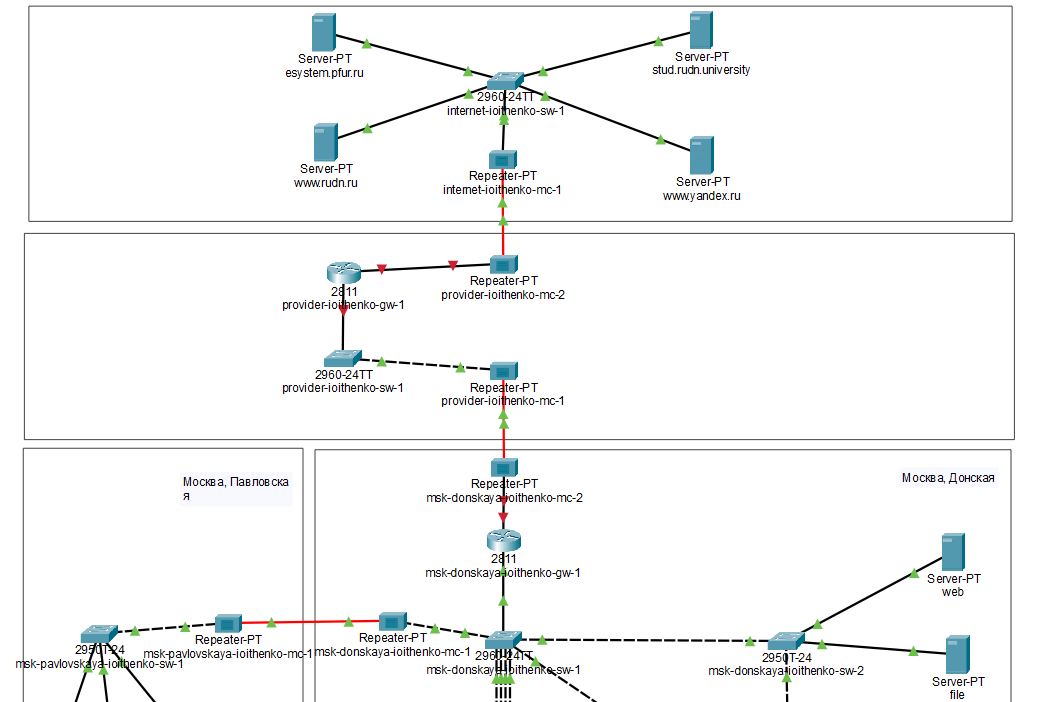 Server-PT
esystem.pfur.ru
Server-PT
stud.rudn.university
2960-24TT
internet-ioithenko-sw-1
Server-PT
www.rudn.ru
Repeater-PT
internet-ioithenko-mc-1
Server-PT
www.yandex.ru
2811
provider-ioithenko-gw-1
Repeater-PT
provider-ioithenko-mc-2
2960-24TT
provider-ioithenko-sw-1
Repeater-PT
provider-ioithenko-mc-1
Москва, Павловска
я
Repeater-PT
msk-donskaya-ioithenko-mc-2
Москва, Донская
2811
msk-donskaya-ioithenko-gw-1
Server-PT
web
2950T-24
msk-pavlovskaya-ioithenko-sw-1
Repeater-PT
msk-pavlovskaya-ioithenko-mc-1
Repeater-PT
msk-donskaya-ioithenko-mc-1
2960-24TT
msk-donskaya-ioithenko-sw-1
2950T-24
msk-donskaya-ioithenko-sw-2
Server-PT
file